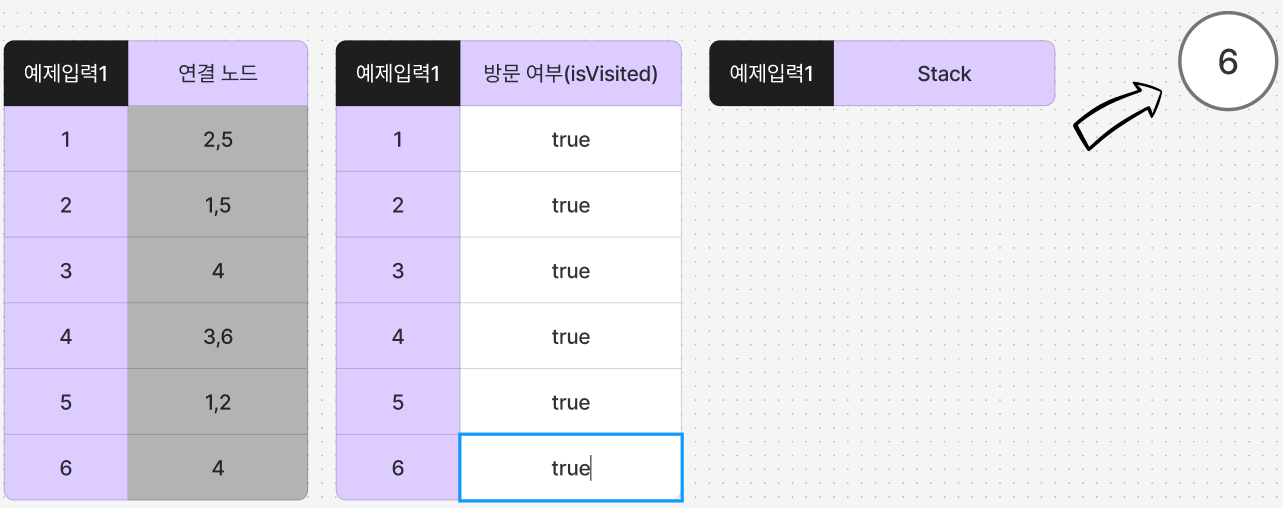 예제입력1 연결 노드
1 2,5
2 1,5
3 4
4 3,6
5 1,2
6 4
예제입력1 방문 여부(isVisited)
1 true
2 true
3 true
4 true
5 true
6 true
예제입력1 Stack
6